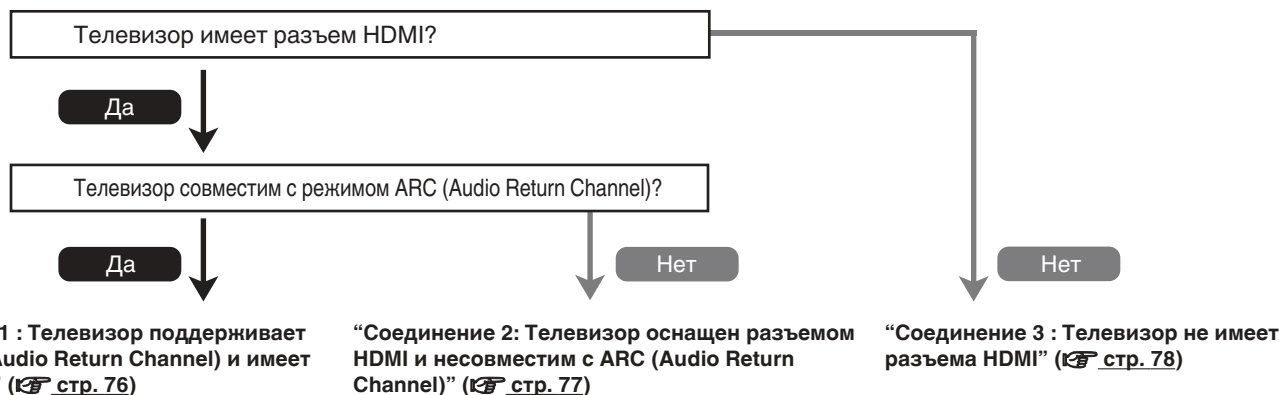 Телевизор имеет разъем HDMI?
Да
Телевизор совместим с режимом ARC (Audio Return Channel)?
Да
Нет
Нет
1 : Телевизор поддерживает
Audio Return Channel) и имеет
” (стр. 76)
“Соединение 2: Телевизор оснащен разъемом
HDMI и несовместим с ARC (Audio Return
Channel)” (стр. 77)
“Соединение 3 : Телевизор не имеет
разъема HDMI” (стр. 78)